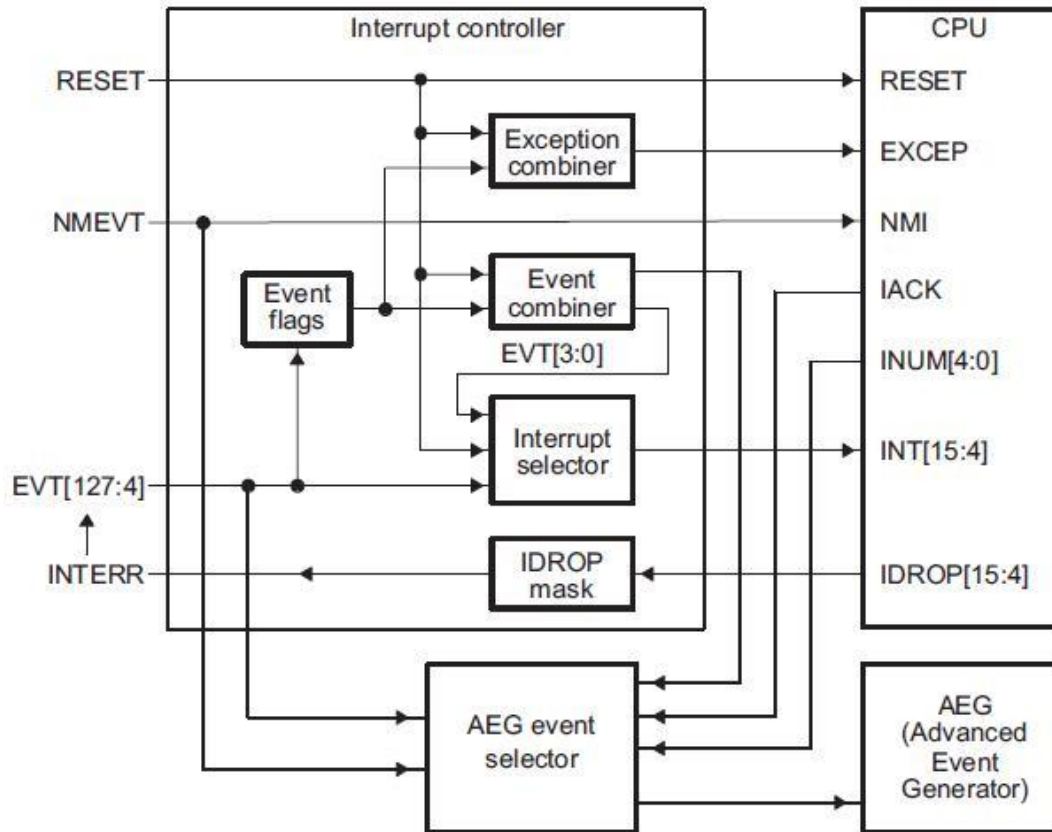 Interrupt controller
CPU
RESET
RESET
Exception
combiner
EXCEP
NMEVT
NMI
Event
flags
Event
combiner
IACK
EVT[3:0]
INUM[4:0]
Interrupt
selector
INT[15:4]
EVT[127:4]
INTERR
IDROP
mask
IDROP[15:4]
AEG event
selector
AEG
(Advanced
Event
Generator)